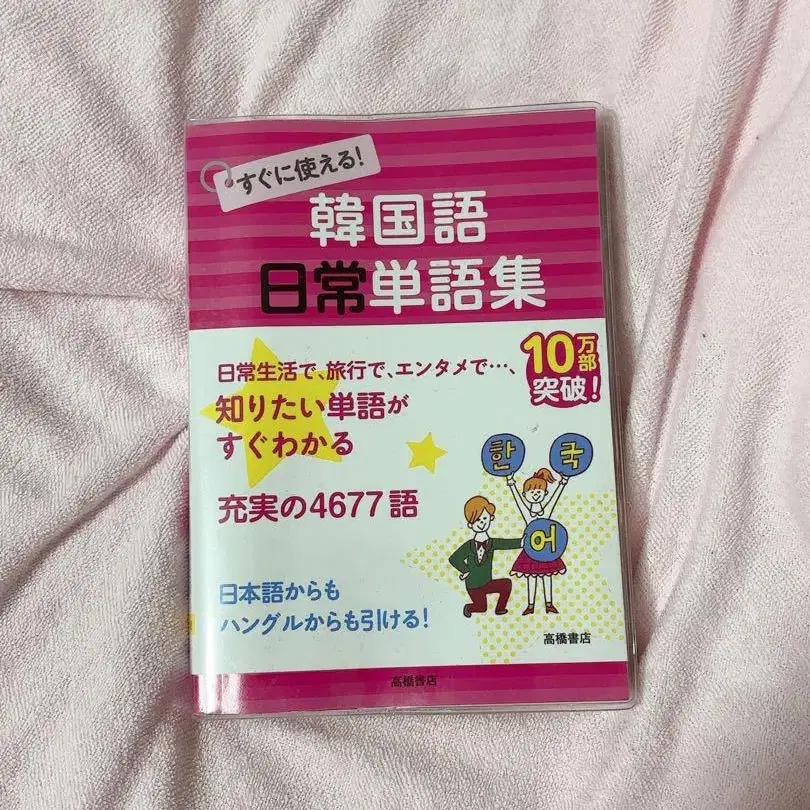 すぐに使える!
韓国語
日常単語集
日常生活で、旅行で、エンタメで…、
知りたい単語が
すぐわかる
10万部
突破!
充実の4677語
한국
어
日本語からも
ハングルからも引ける!
高橋書店
高橋書店